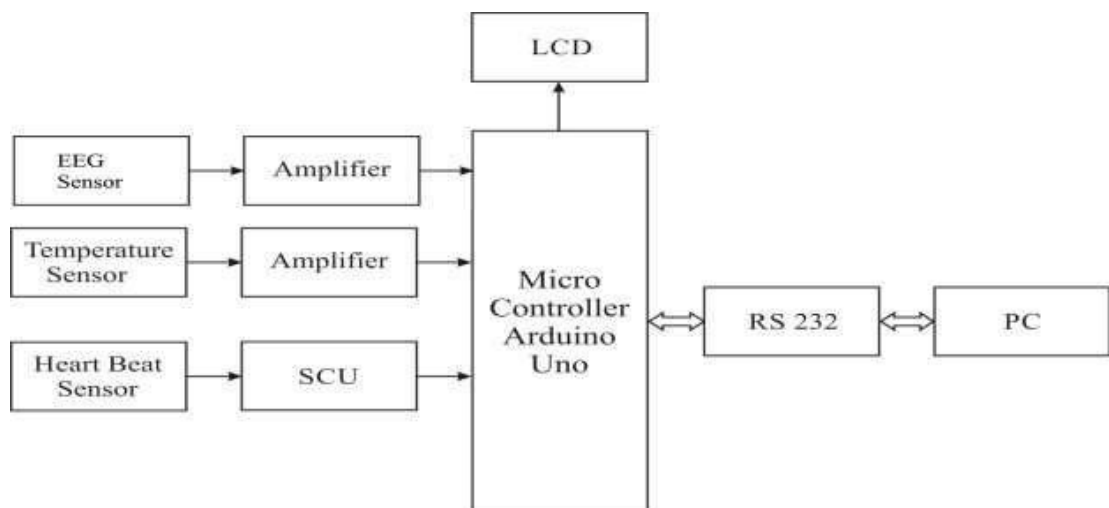 LCD
EEG
Sensor
Amplifier
Temperature
Sensor
Amplifier
Heart Beat
Sensor
SCU
Micro
Controller
Arduino
Uno
RS 232
PC